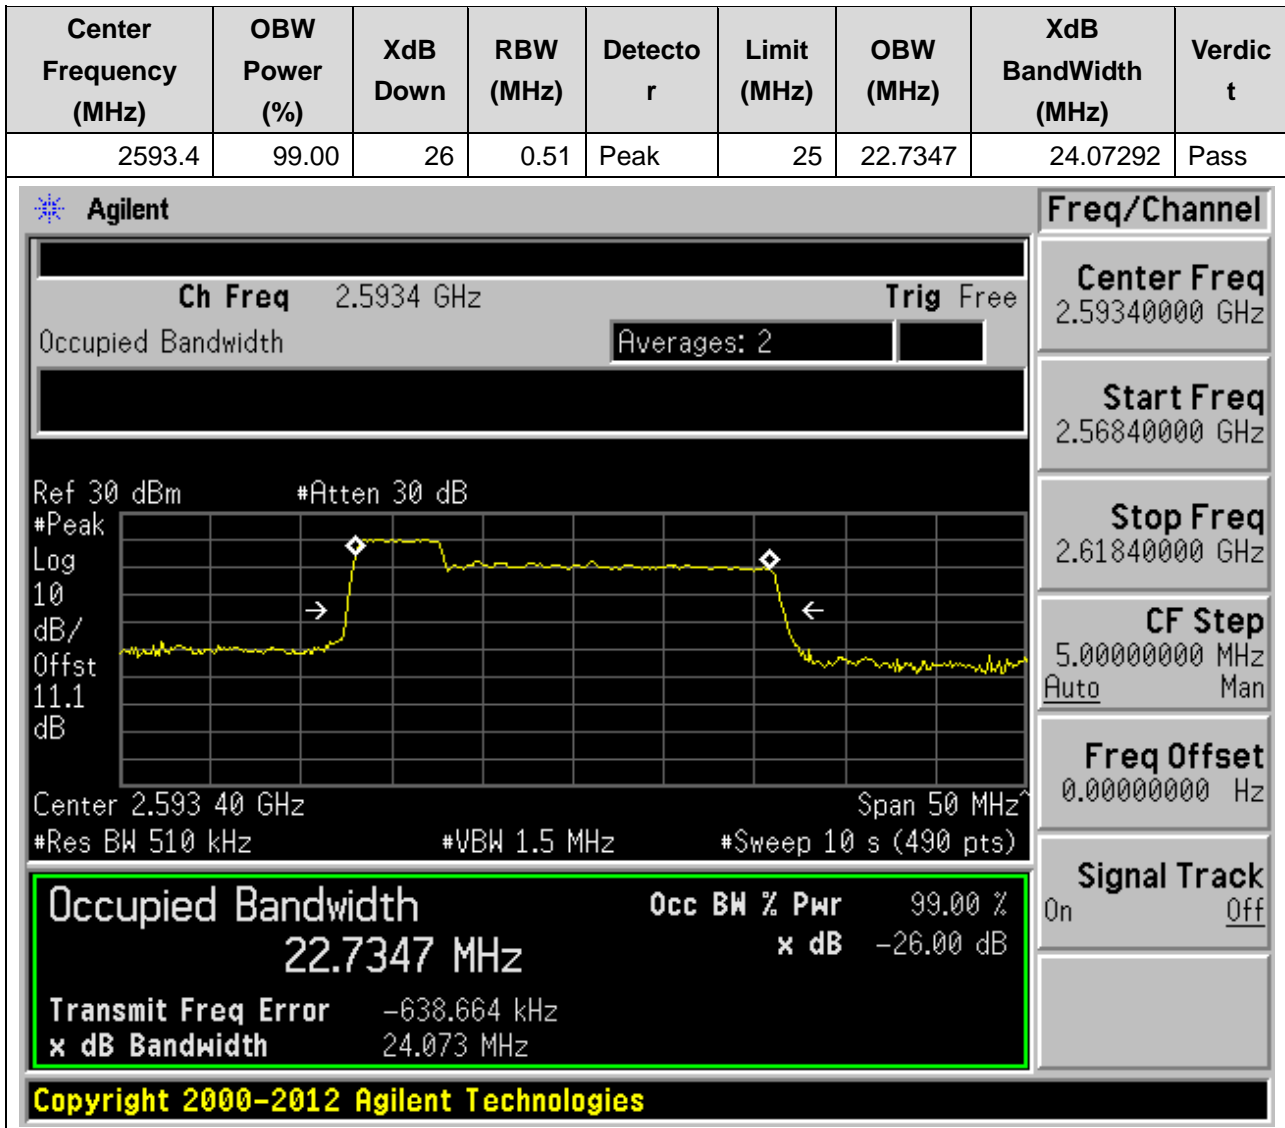 Center Frequency (MHz) OBW Power (%) XdB Down RBW (MHz) Detecto r Limit (MHz) OBW (MHz) XdB BandWidth (MHz) Verdic t
2593.4 99.00 26 0.51 Peak 25 22.7347 24.07292 Pass
Agilent
Freq/Channel
Ch Freq 2.5934 GHz Trig Free
Occupied Bandwidth Averages: 2
Ref 30 dBm #Atten 30 dB
#Peak
Log
10
dB/
Offst
11.1
dB
Center 2.593 40 GHz Span 50 MHz^
#Res BW 510 kHz #VBW 1.5 MHz #Sweep 10 s (490 pts)
Occupied Bandwidth Occ BW % Pwr 99.00 %
22.7347 MHz x dB -26.00 dB
Transmit Freq Error -638.664 kHz
x dB Bandwidth 24.073 MHz
Center Freq
2.59340000 GHz
Start Freq
2.56840000 GHz
Stop Freq
2.61840000 GHz
CF Step
5.00000000 MHz
Auto Man
Freq Offset
0.00000000 Hz
Signal Track
On Off
Copyright 2000-2012 Agilent Technologies